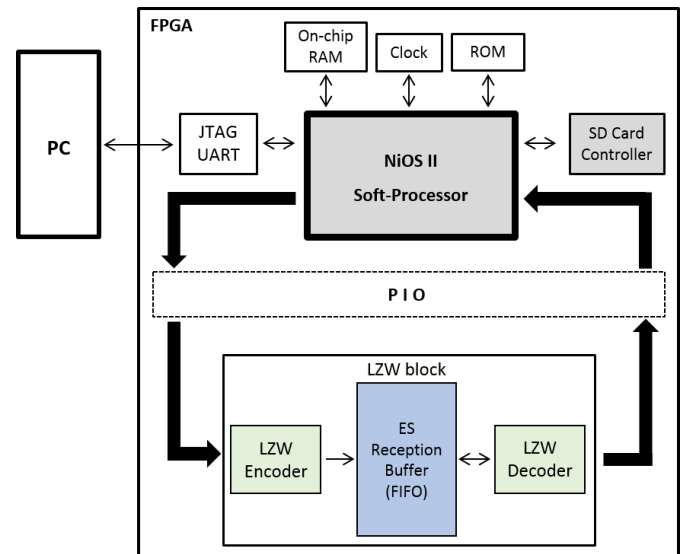 FPGA
On-chip
RAM
Clock
ROM
PC
JTAG
UART
NiOS II
Soft-Processor
SD Card
Controller
P I O
LZW block
LZW
Encoder
ES
Reception
Buffer
(FIFO)
LZW
Decoder